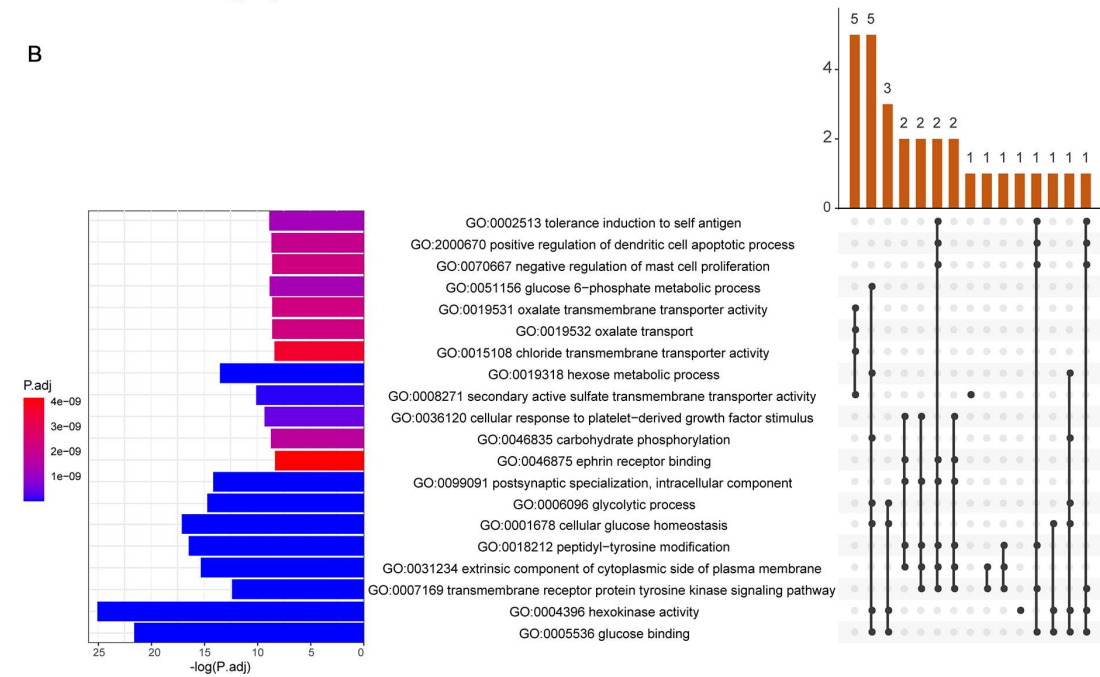 B
5 5 3 2 2 2 2 1 1 1 1 1 1 1 1
4
2
0
GO:0002513 tolerance induction to self antigen
GO:2000670 positive regulation of dendritic cell apoptotic process
GO:0070667 negative regulation of mast cell proliferation
GO:0051156 glucose 6−phosphate metabolic process
GO:0019531 oxalate transmembrane transporter activity
GO:0019532 oxalate transport
GO:0015108 chloride transmembrane transporter activity
GO:0019318 hexose metabolic process
GO:0008271 secondary active sulfate transmembrane transporter activity
GO:0036120 cellular response to platelet−derived growth factor stimulus
GO:0046835 carbohydrate phosphorylation
GO:0046875 ephrin receptor binding
GO:0099091 postsynaptic specialization, intracellular component
GO:0006096 glycolytic process
GO:0001678 cellular glucose homeostasis
GO:0018212 peptidyl−tyrosine modification
GO:0031234 extrinsic component of cytoplasmic side of plasma membrane
GO:0007169 transmembrane receptor protein tyrosine kinase signaling pathway
GO:0004396 hexokinase activity
GO:0005536 glucose binding
P.adj
4e−09
3e−09
2e−09
1e−09
25 20 15 10 5 0
-log(P.adj)